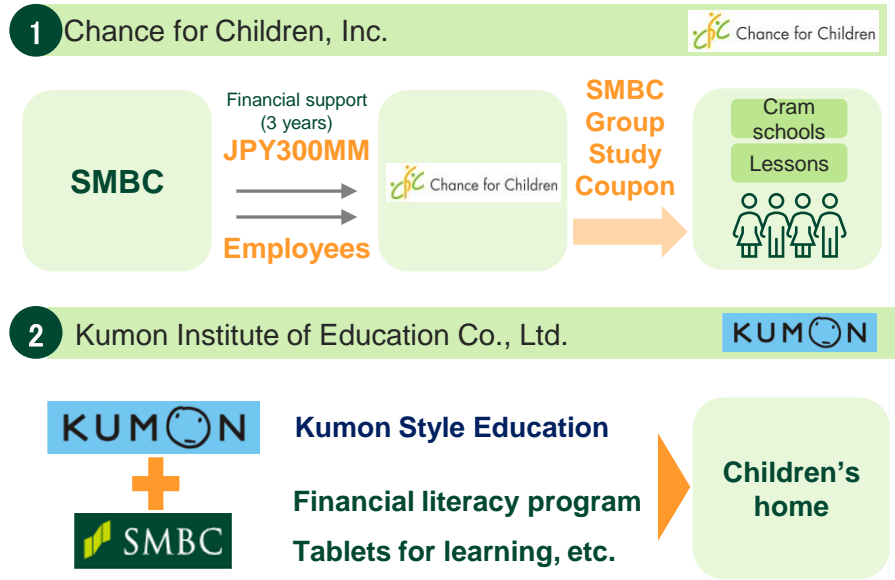 1 Chance for Children, Inc.
Chance for Children
SMBC
Financial support
(3 years)
JPY300MM
Employees
Chance for Children
SMBC
Group
Study
Coupon
Cram
schools
Lessons
2 Kumon Institute of Education Co., Ltd.
KUMON
KUMON
SMBC
Kumon Style Education
Financial literacy program
Tablets for learning, etc.
Children's
home